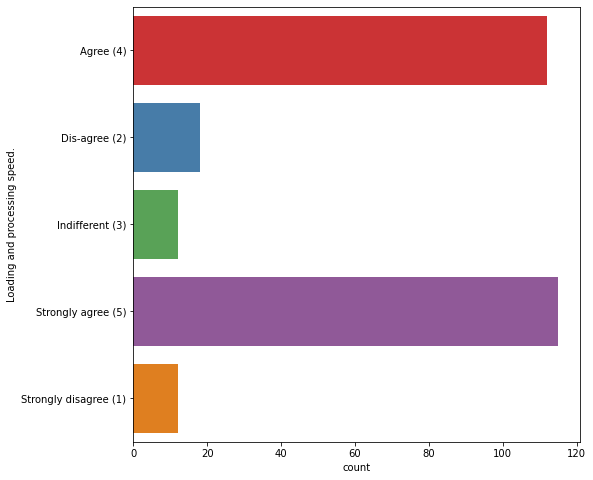 Agree (4)
Dis-agree (2)
Indifferent (3)
Strongly agree (5)
Strongly disagree (1)
Loading and processing speed.
0 20 40 60 80 100 120
count